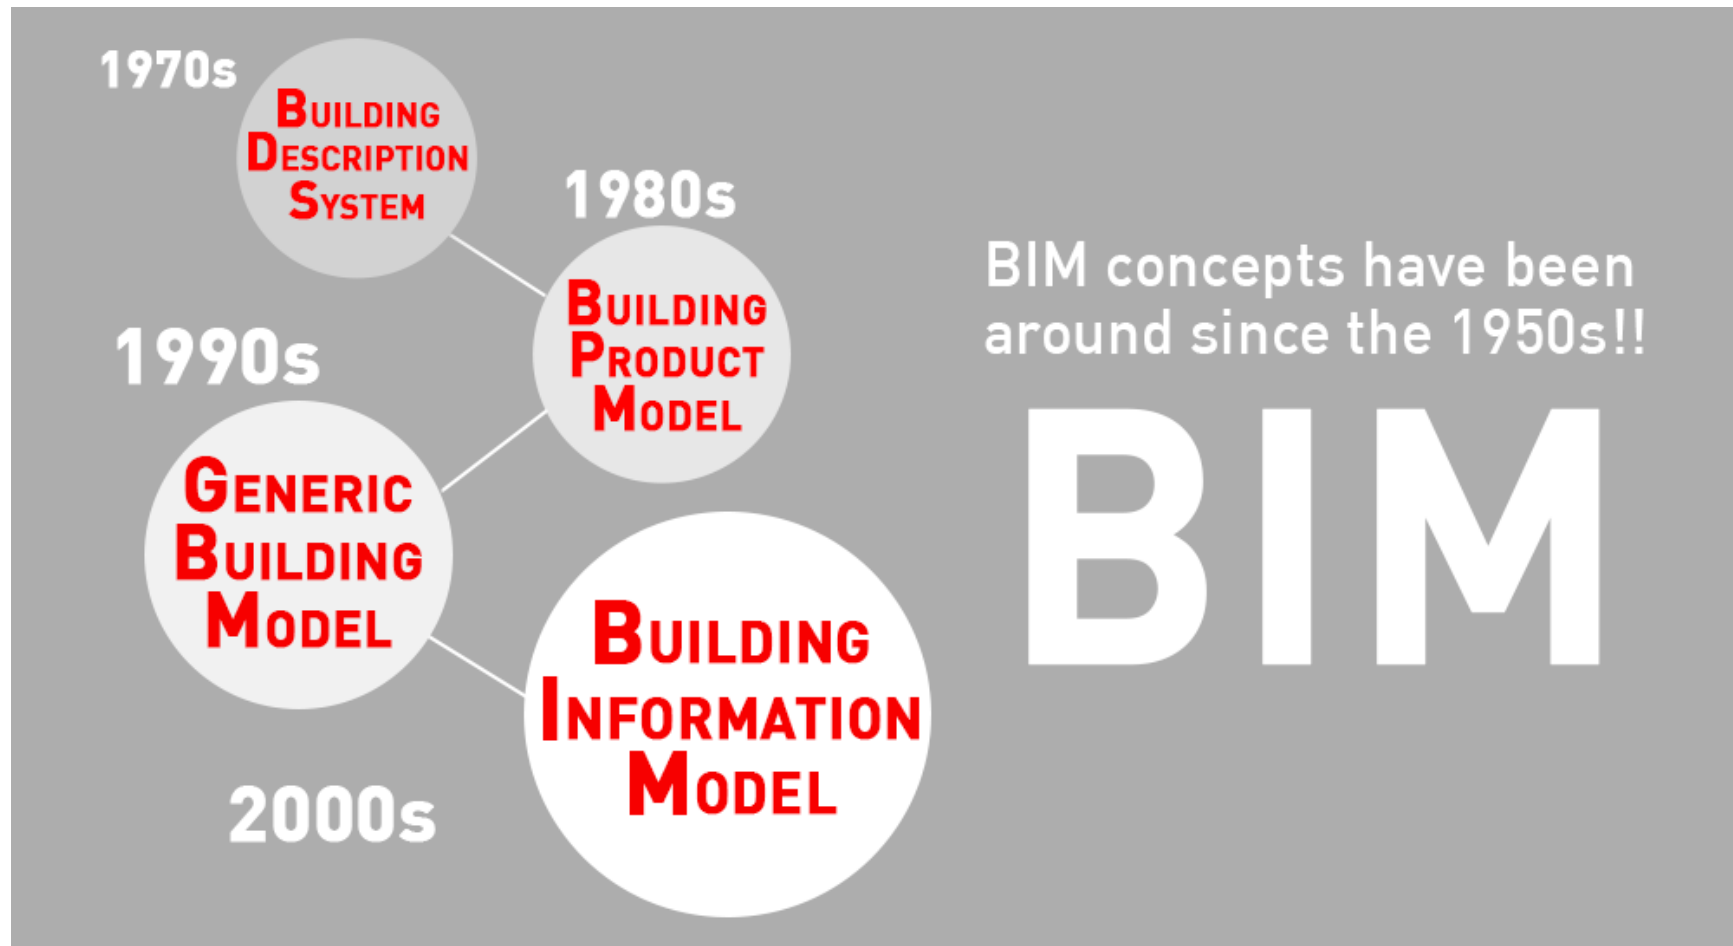 1970s
BUILDING
DESCRIPTION
SYSTEM
1980s
BUILDING
PRODUCT
MODEL
1990s
GENERIC
BUILDING
MODEL
2000s
BUILDING
INFORMATION
MODEL
BIM concepts have been
around since the 1950s!!
BIM